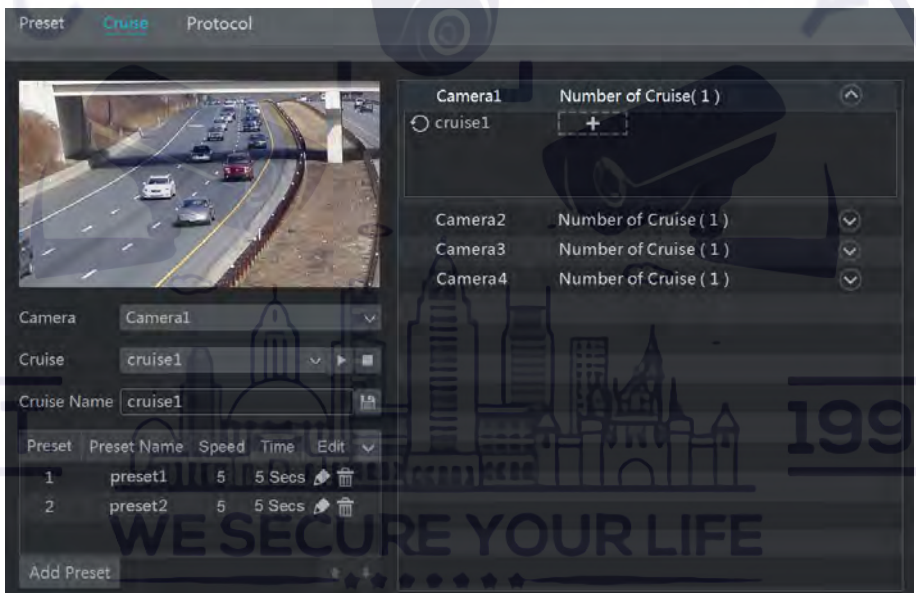 Preset Cruise Protocol
Camera1 Number of Cruise( 1 )
cruise1
Camera2 Number of Cruise ( 1 )
Camera3 Number of Cruise ( 1 )
Camera4 Number of Cruise ( 1 )
Camera Camera1
Cruise cruise1
Cruise Name cruise1
Preset Preset Name Speed Time Edit
1 preset1 5 5 Secs
2 preset2 5 5 Secs
Add Preset
199
WE SECURE YOUR LIFE